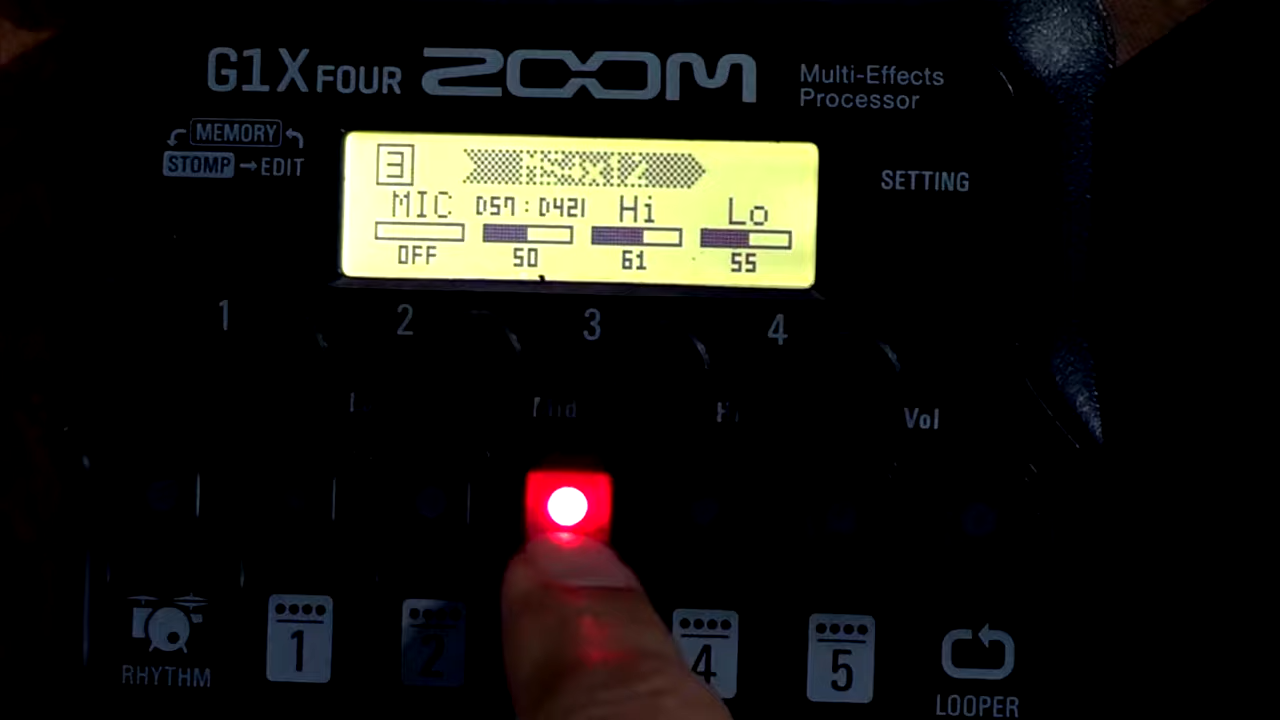 G1X FOUR ZOOM Multi-Effects Processor
MEMORY
STOMP → EDIT
SETTING
3
MIC D57 : D421 Hi Lo
OFF 50 61 55
1 2 3 4
Vol
1 2 4 5
RHYTHM
LOOPER